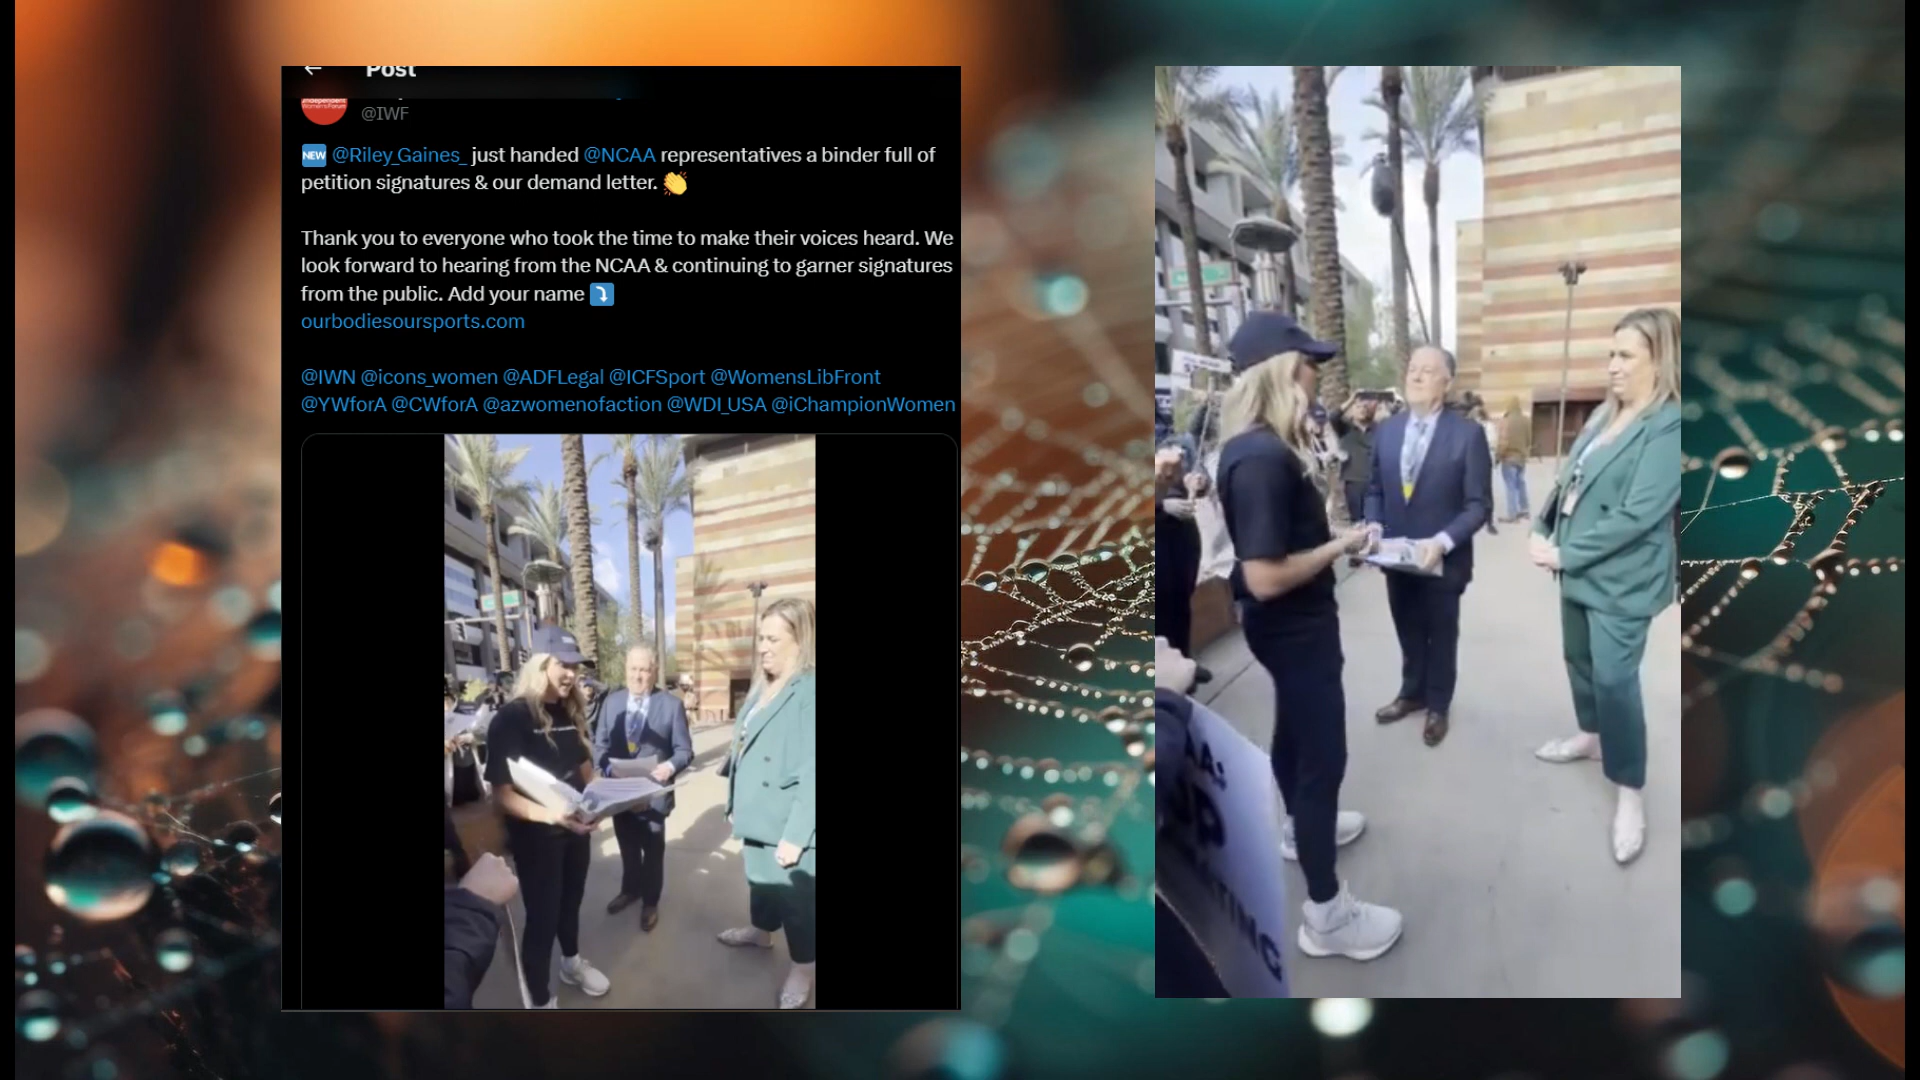 Post
Independent
Women's Forum
@IWF
NEW @Riley_Gaines_ just handed @NCAA representatives a binder full of
petition signatures & our demand letter.
Thank you to everyone who took the time to make their voices heard. We
look forward to hearing from the NCAA & continuing to garner signatures
from the public. Add your name
ourbodiesoursports.com
@IWN @icons_women @ADFLegal @ICFSport @WomensLibFront
@YWforA @CWforA @azwomenofaction @WDI_USA @iChampionWomen